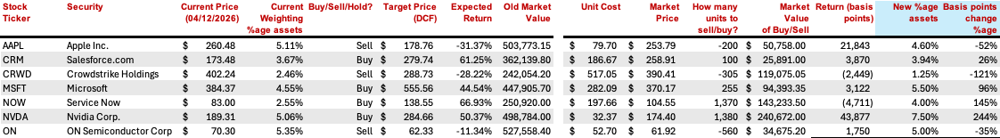 Stock Ticker Security Current Price (04/12/2026) Current Weighting %age assets Buy/Sell/Hold? Target Price (DCF) Expected Return Old Market Value Unit Cost Market Price How many units to sell/buy? Market Value of Buy/Sell Return (basis points) New %age assets Basis points change %age
AAPL Apple Inc. $ 260.48 5.11% Sell $ 178.76 -31.37% 503,773.15 $ 79.70 $ 253.79 -200 $ 50,758.00 21,843 4.60% -52%
CRM Salesforce.com $ 173.48 3.67% Buy $ 279.74 61.25% 362,139.80 $ 186.67 $ 258.91 100 $ 25,891.00 3,870 3.94% 26%
CRWD Crowdstrike Holdings $ 402.24 2.46% Sell $ 288.73 -28.22% 242,054.20 $ 517.05 $ 390.41 -305 $ 119,075.05 (2,449) 1.25% -121%
MSFT Microsoft $ 384.37 4.55% Buy $ 555.56 44.54% 447,905.70 $ 282.09 $ 370.17 255 $ 94,393.35 3,122 5.50% 96%
NOW Service Now $ 83.00 2.55% Buy $ 138.55 66.93% 250,920.00 $ 197.66 $ 104.55 1,370 $ 143,233.50 (4,711) 4.00% 145%
NVDA Nvidia Corp. $ 189.31 5.06% Buy $ 284.66 50.37% 498,784.00 $ 32.37 $ 174.40 1,380 $ 240,672.00 43,877 7.50% 244%
ON ON Semiconductor Corp $ 70.30 5.35% Sell $ 62.33 -11.34% 527,558.40 $ 52.70 $ 61.92 -560 $ 34,675.20 1,750 5.00% -35%